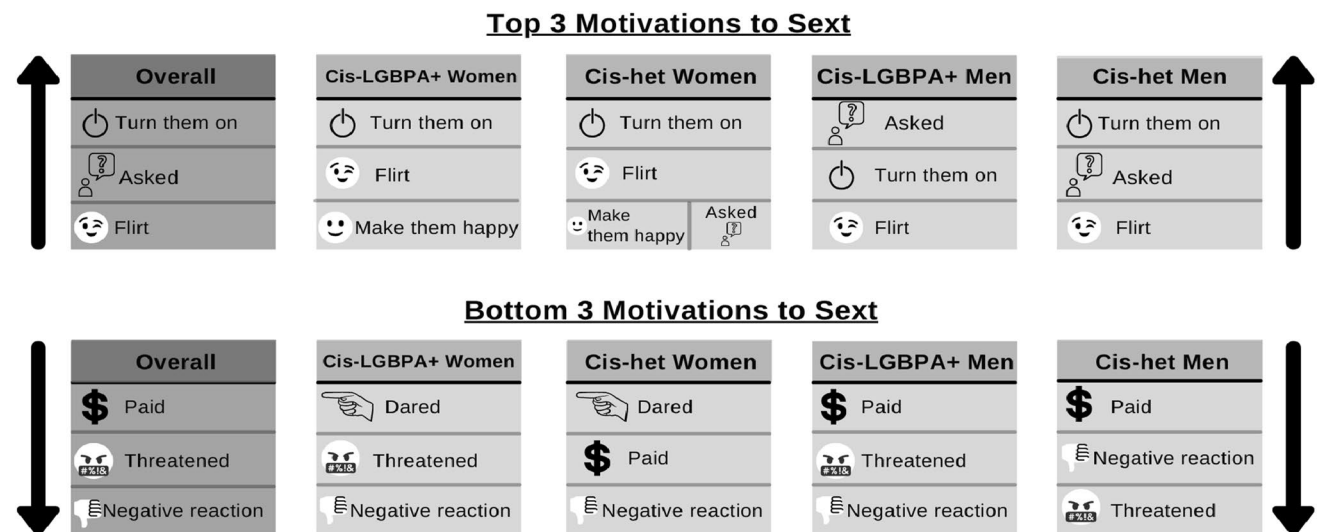 Top 3 Motivations to Sext
Overall
Turn them on
Asked
Flirt
Cis-LGBPA+ Women
Turn them on
Flirt
Make them happy
Cis-het Women
Turn them on
Flirt
Make
them happy
Asked
?
Cis-LGBPA+ Men
? Asked
Turn them on
Flirt
Cis-het Men
Turn them on
? Asked
Flirt
Bottom 3 Motivations to Sext
Overall
$ Paid
#%!& Threatened
Negative reaction
Cis-LGBPA+ Women
Dared
#%!& Threatened
Negative reaction
Cis-het Women
Dared
$ Paid
Negative reaction
Cis-LGBPA+ Men
$ Paid
#%!& Threatened
Negative reaction
Cis-het Men
$ Paid
Negative reaction
#%!& Threatened